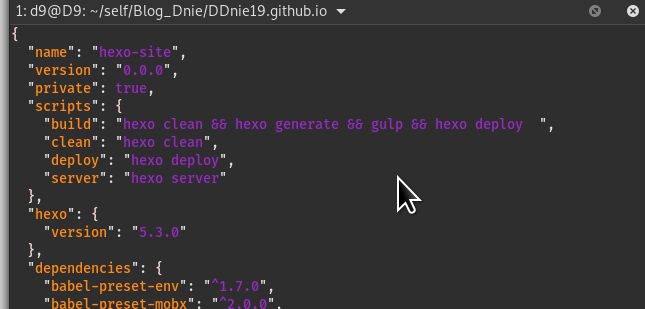 1: d9@D9: ~/self/Blog_Dnie/DDnie19.github.io
{
"name": "hexo-site",
"version": "0.0.0",
"private": true,
"scripts": {
"build": "hexo clean && hexo generate && gulp && hexo deploy  ",
"clean": "hexo clean",
"deploy": "hexo deploy",
"server": "hexo server"
},
"hexo": {
"version": "5.3.0"
},
"dependencies": {
"babel-preset-env": "^1.7.0",
"babel-preset-mobx": "^2.0.0",